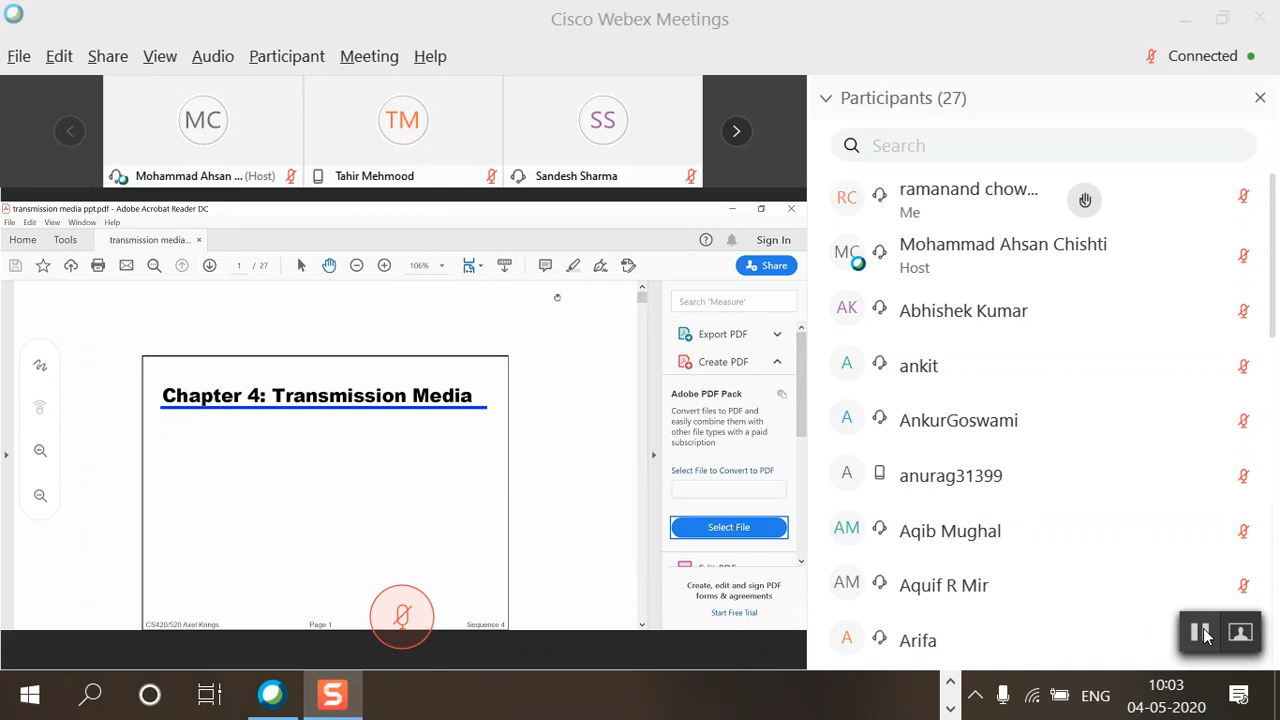 Cisco Webex Meetings
File Edit Share View Audio Participant Meeting Help
Connected
MC
TM
SS
Mohammad Ahsan ... (Host)
Tahir Mehmood
Sandesh Sharma
transmission media ppt.pdf - Adobe Acrobat Reader DC
File Edit View Window Help
Home Tools transmission media... × Sign In
1 / 27 106% Share
Search 'Measure'
Export PDF
Create PDF
Adobe PDF Pack
Convert files to PDF and
easily combine them with
other file types with a paid
subscription
Select File to Convert to PDF
Select File
Create, edit and sign PDF
forms & agreements
Start Free Trial
Chapter 4: Transmission Media
CS420/520 Axel Krings Page 1 Sequence 4
Participants (27)
Search
RC ramanand chow...
Me
MC Mohammad Ahsan Chishti
Host
AK Abhishek Kumar
A ankit
A AnkurGoswami
A anurag31399
AM Aqib Mughal
AM Aquif R Mir
A Arifa
S
ENG
10:03
04-05-2020